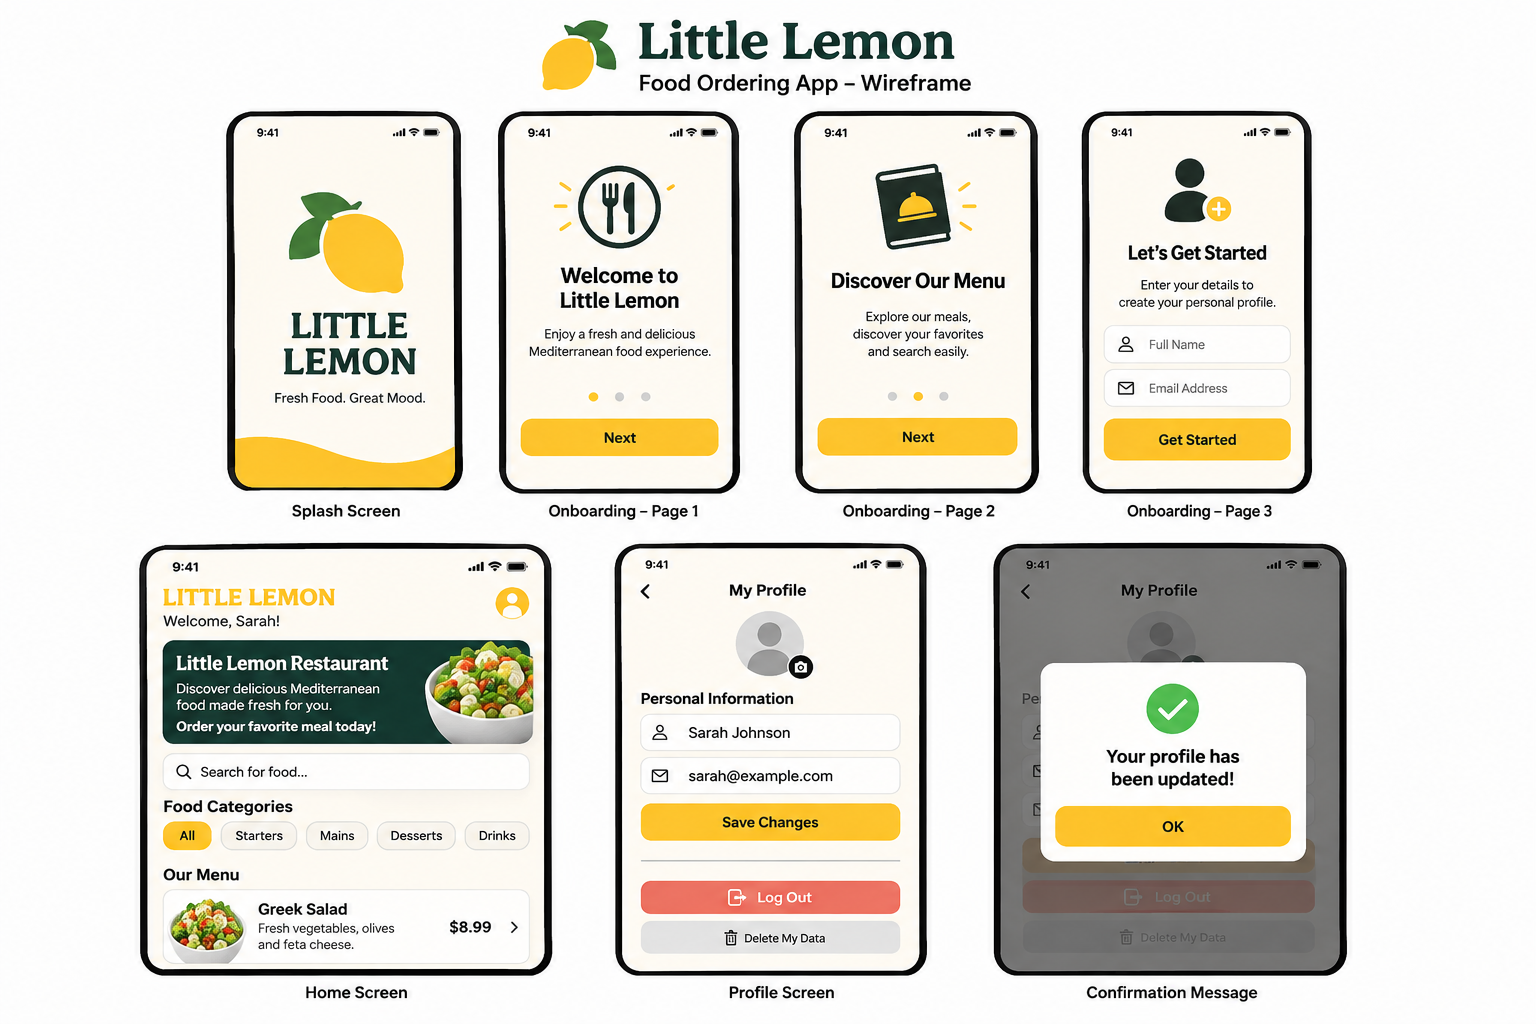 Little Lemon
Food Ordering App – Wireframe
9:41
LITTLE
LEMON
Fresh Food. Great Mood.
Splash Screen
9:41
Welcome to
Little Lemon
Enjoy a fresh and delicious
Mediterranean food experience.
Next
Onboarding – Page 1
9:41
Discover Our Menu
Explore our meals,
discover your favorites
and search easily.
Next
Onboarding – Page 2
9:41
Let's Get Started
Enter your details to
create your personal profile.
Full Name
Email Address
Get Started
Onboarding – Page 3
9:41
LITTLE LEMON
Welcome, Sarah!
Little Lemon Restaurant
Discover delicious Mediterranean
food made fresh for you.
Order your favorite meal today!
Search for food...
Food Categories
All Starters Mains Desserts Drinks
Our Menu
Greek Salad
Fresh vegetables, olives
and feta cheese.
$8.99
Home Screen
9:41
My Profile
Personal Information
Sarah Johnson
sarah@example.com
Save Changes
Log Out
Delete My Data
Profile Screen
9:41
My Profile
Your profile has
been updated!
OK
Log Out
Delete My Data
Confirmation Message